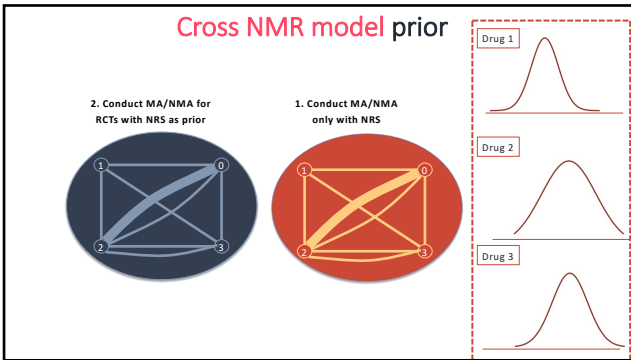 Cross NMR model prior
2. Conduct MA/NMA for
RCTs with NRS as prior
1. Conduct MA/NMA
only with NRS
1
0
2
3
1
0
2
3
Drug 1
Drug 2
Drug 3